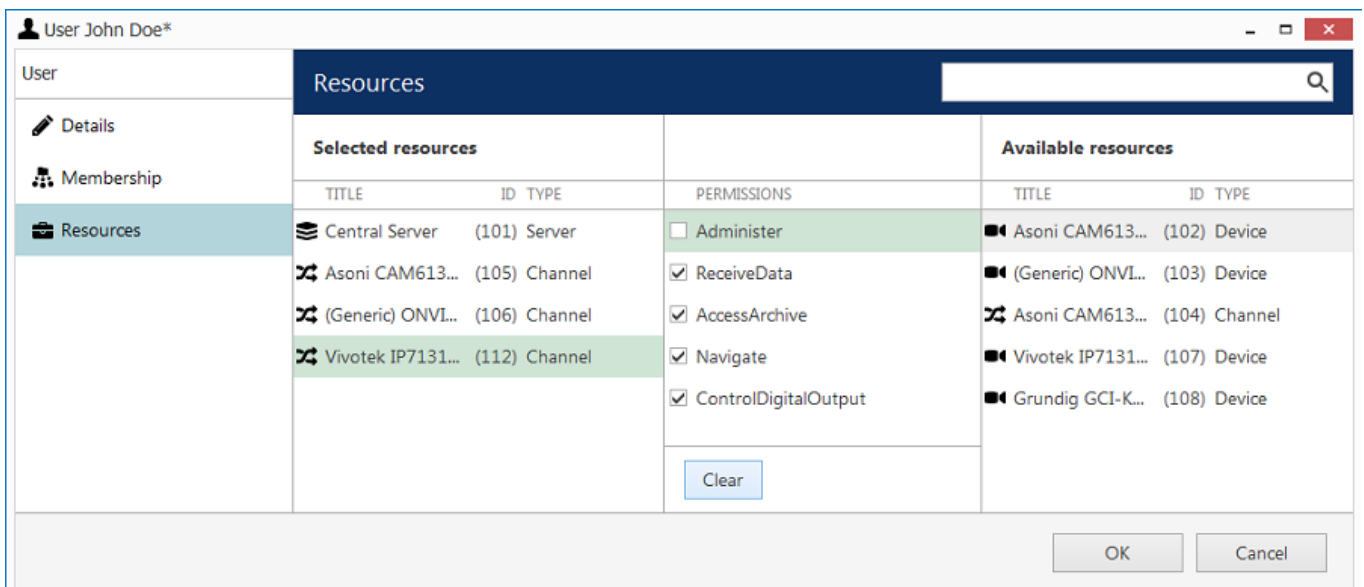 User John Doe*
User
Resources
Details
Membership
Resources
Selected resources
Available resources
TITLE ID TYPE
PERMISSIONS
TITLE ID TYPE
Central Server (101) Server
Administer
Asoni CAM613... (102) Device
Asoni CAM613... (105) Channel
ReceiveData
(Generic) ONVI... (103) Device
(Generic) ONVI... (106) Channel
AccessArchive
Asoni CAM613... (104) Channel
Vivotek IP7131... (112) Channel
Navigate
Vivotek IP7131... (107) Device
ControlDigitalOutput
Grundig GCI-K... (108) Device
Clear
OK
Cancel